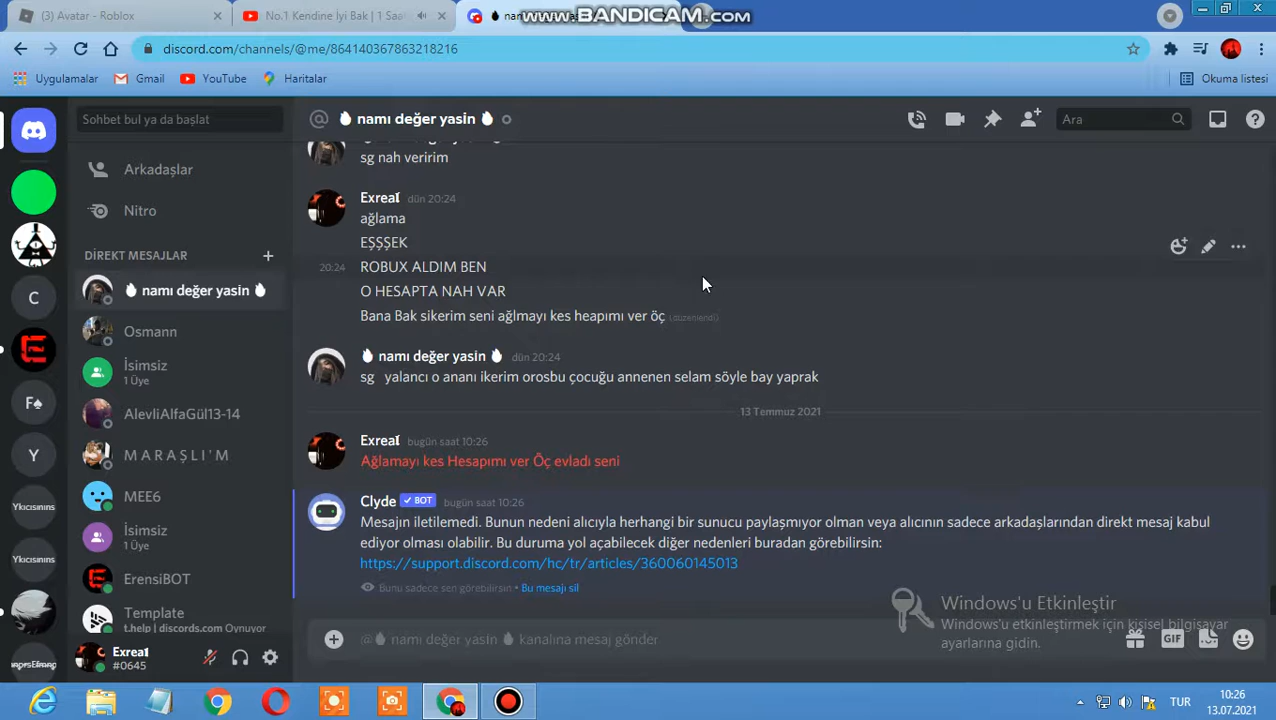 (3) Avatar - Roblox
No.1 Kendine İyi Bak | 1 Saat
www.BANDICAM.com
discord.com/channels/@me/864140367863218216
Uygulamalar
Gmail
YouTube
Haritalar
Okuma listesi
Sohbet bul ya da başlat
namı değer yasin
Ara
Arkadaşlar
Nitro
DİREKT MESAJLAR
namı değer yasin
Osmann
İsimsiz
1 Üye
AlevliAlfaGül13-14
M A R A Ş L I ' M
MEE6
İsimsiz
1 Üye
ErensiBOT
Template
t.help | discords.com Oynuyor
C
F♠
Y
Yıkıcısınıns
Yıkıcısınıns
Exreal
#0645
sg nah veririm
Exreal dün 20:24
ağlama
EŞŞŞEK
20:24 ROBUX ALDIM BEN
O HESAPTA NAH VAR
Bana Bak sikerim seni ağlmayı kes heapımı ver öç (düzenlendi)
namı değer yasin dün 20:24
sg yalancı o ananı ikerim orosbu çocuğu annenen selam söyle bay yaprak
13 Temmuz 2021
Exreal bugün saat 10:26
Ağlamayı kes Hesapımı ver Öç evladı seni
Clyde BOT bugün saat 10:26
Mesajın iletilemedi. Bunun nedeni alıcıyla herhangi bir sunucu paylaşmıyor olman veya alıcının sadece arkadaşlarından direkt mesaj kabul
ediyor olması olabilir. Bu duruma yol açabilecek diğer nedenleri buradan görebilirsin:
https://support.discord.com/hc/tr/articles/360060145013
Bunu sadece sen görebilirsin • Bu mesajı sil
@ namı değer yasin kanalına mesaj gönder
GIF
Windows'u Etkinleştir
Windows'u etkinleştirmek için kişisel bilgisayar
ayarlarına gidin.
TUR
10:26
13.07.2021